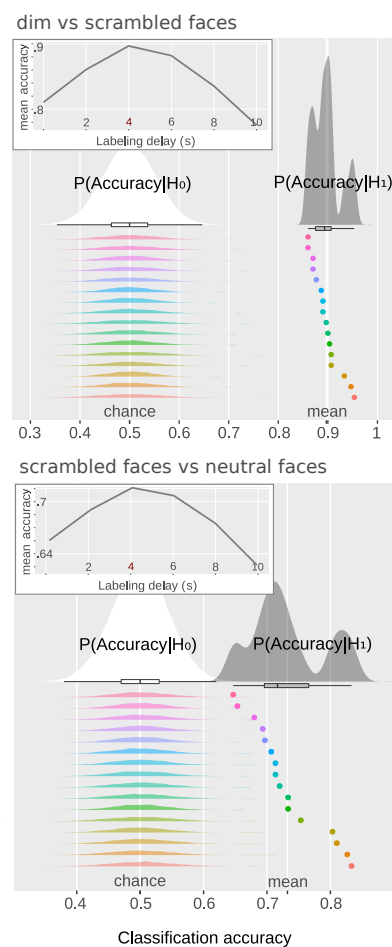 dim vs scrambled faces
mean accuracy
.9
.8
0 2 4 6 8 10
Labeling delay (s)
P(Accuracy|H₀) P(Accuracy|H₁)
chance mean
0.3 0.4 0.5 0.6 0.7 0.8 0.9 1
scrambled faces vs neutral faces
mean accuracy
.7
.64
2 4 6 8 10
Labeling delay (s)
P(Accuracy|H₀) P(Accuracy|H₁)
chance mean
0.4 0.5 0.6 0.7 0.8
Classification accuracy